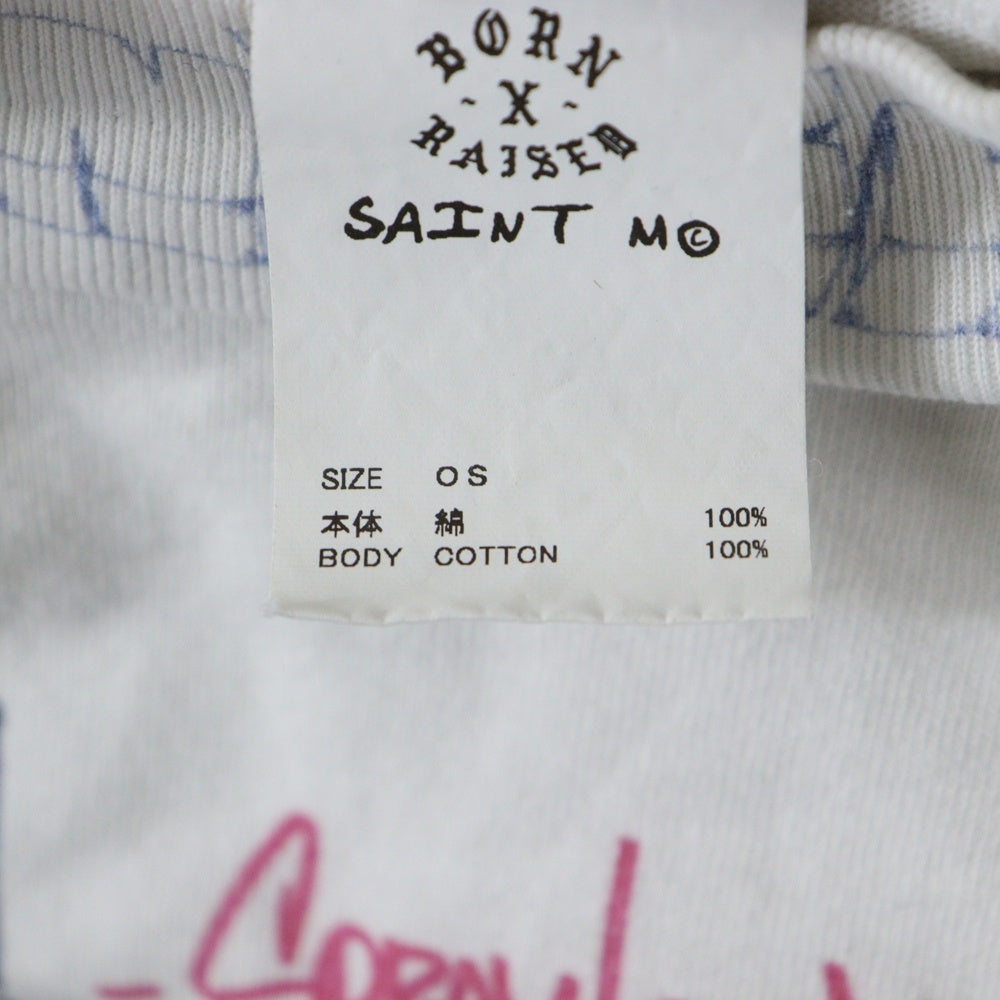 BORN
- X -
RAISED
SAINT M©
SIZE OS
本体 綿 100%
BODY COTTON 100%